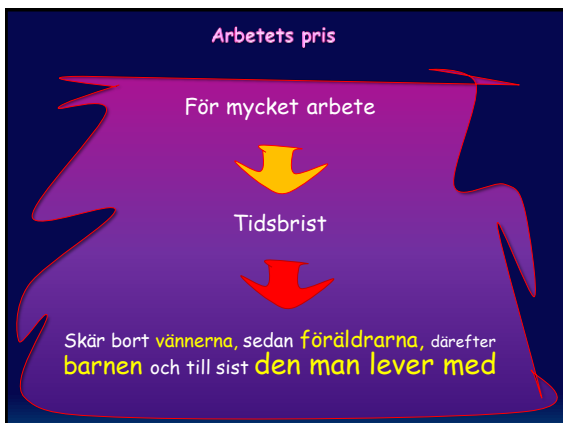 Arbetets pris
För mycket arbete
Tidsbrist
Skär bort vännerna, sedan föräldrarna, därefter
barnen och till sist den man lever med